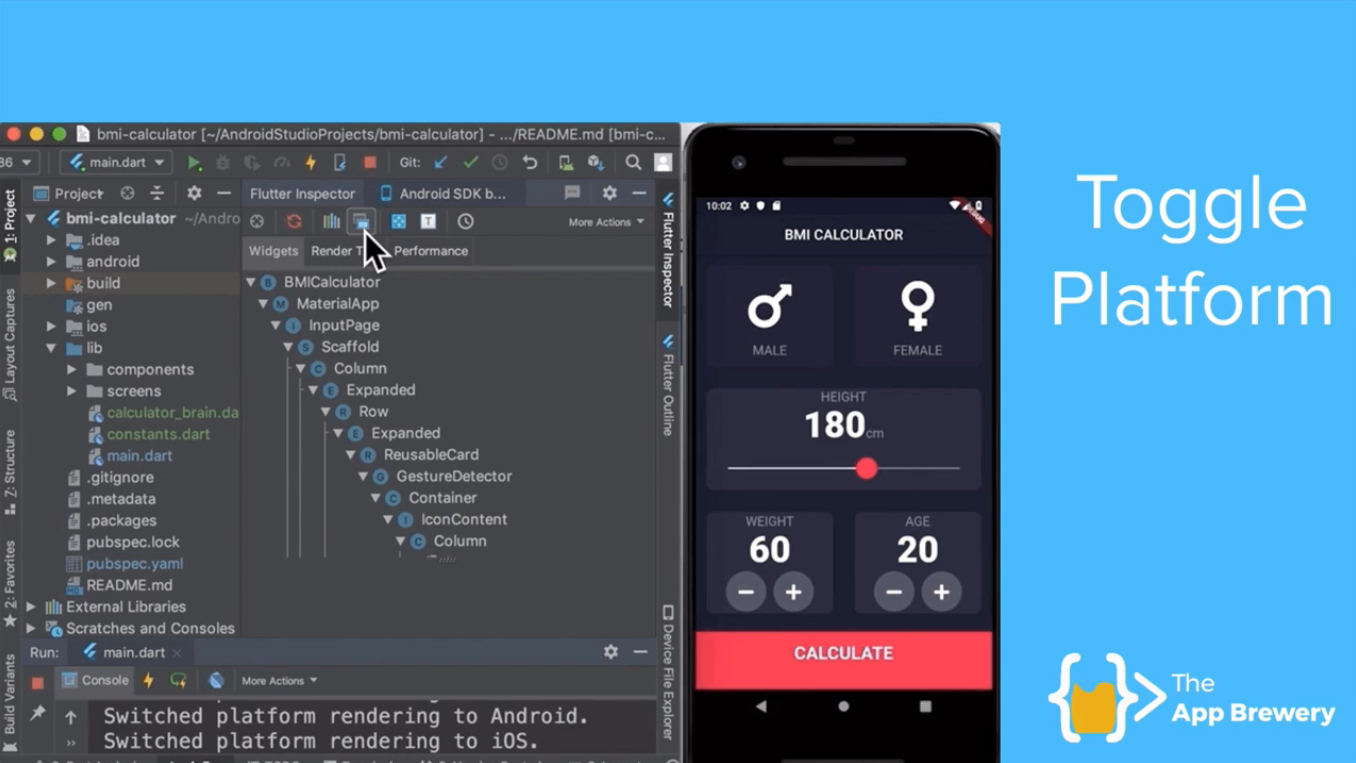 Toggle
Platform
bmi-calculator [~/AndroidStudioProjects/bmi-calculator] - .../README.md [bmi-c...
main.dart
Git:
Project
Flutter Inspector
Android SDK b...
bmi-calculator ~/Andro
.idea
android
build
gen
ios
lib
components
screens
calculator_brain.da
constants.dart
main.dart
.gitignore
.metadata
.packages
pubspec.lock
pubspec.yaml
README.md
External Libraries
Scratches and Consoles
More Actions
Widgets
Render T
Performance
BMICalculator
MaterialApp
InputPage
Scaffold
Column
Expanded
Row
Expanded
ReusableCard
GestureDetector
Container
IconContent
Column
1: Project
Layout Captures
Z: Structure
2: Favorites
Build Variants
Flutter Inspector
Flutter Outline
Device File Explorer
Run:
main.dart
Console
More Actions
Switched platform rendering to Android.
Switched platform rendering to iOS.
10:02
DEBUG
BMI CALCULATOR
MALE
FEMALE
HEIGHT
180cm
WEIGHT
60
AGE
20
CALCULATE
The
App Brewery